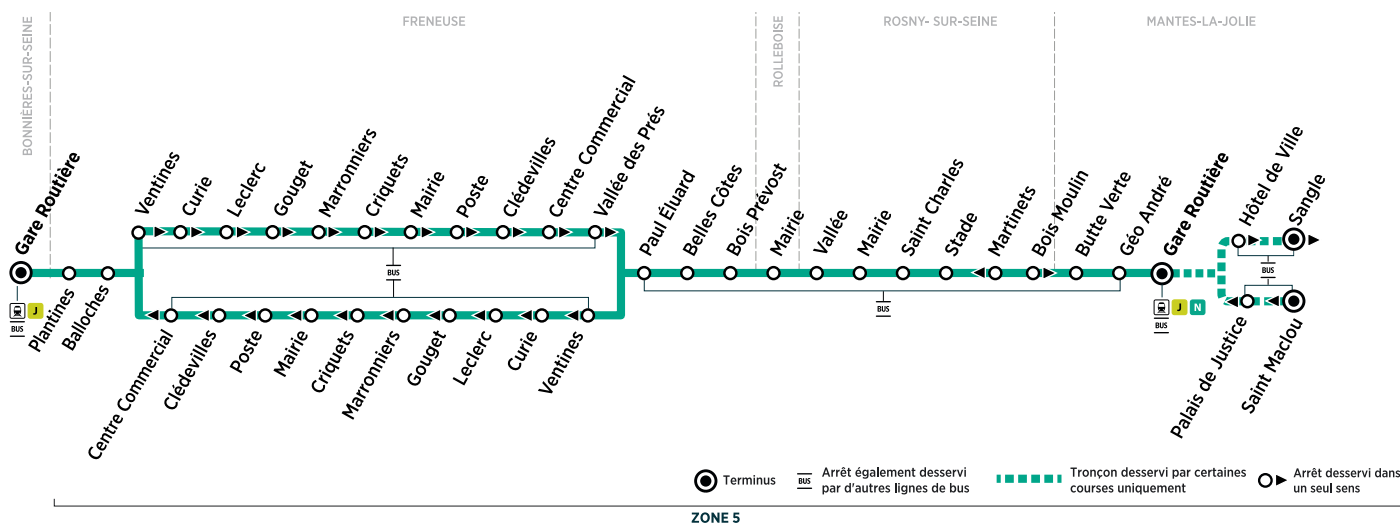 BONNIÈRES-SUR-SEINE
FRENEUSE
ROLLEBOISE
ROSNY- SUR-SEINE
MANTES-LA-JOLIE
Gare Routière
J
BUS
Plantines
Balloches
Ventines
Curie
Leclerc
Gouget
Marronniers
Criquets
Mairie
Poste
Clédevilles
Centre Commercial
Vallée des Prés
BUS
Centre Commercial
Clédevilles
Poste
Mairie
Criquets
Marronniers
Gouget
Leclerc
Curie
Ventines
Paul Éluard
Belles Côtes
Bois Prévost
Mairie
Vallée
Mairie
Saint Charles
Stade
Martinets
Bois Moulin
Butte Verte
Géo André
BUS
Gare Routière
J N
BUS
Hôtel de Ville
Sangle
BUS
Palais de Justice
Saint Maclou
Terminus
BUS
Arrêt également desservi
par d'autres lignes de bus
Tronçon desservi par certaines
courses uniquement
Arrêt desservi dans
un seul sens
ZONE 5